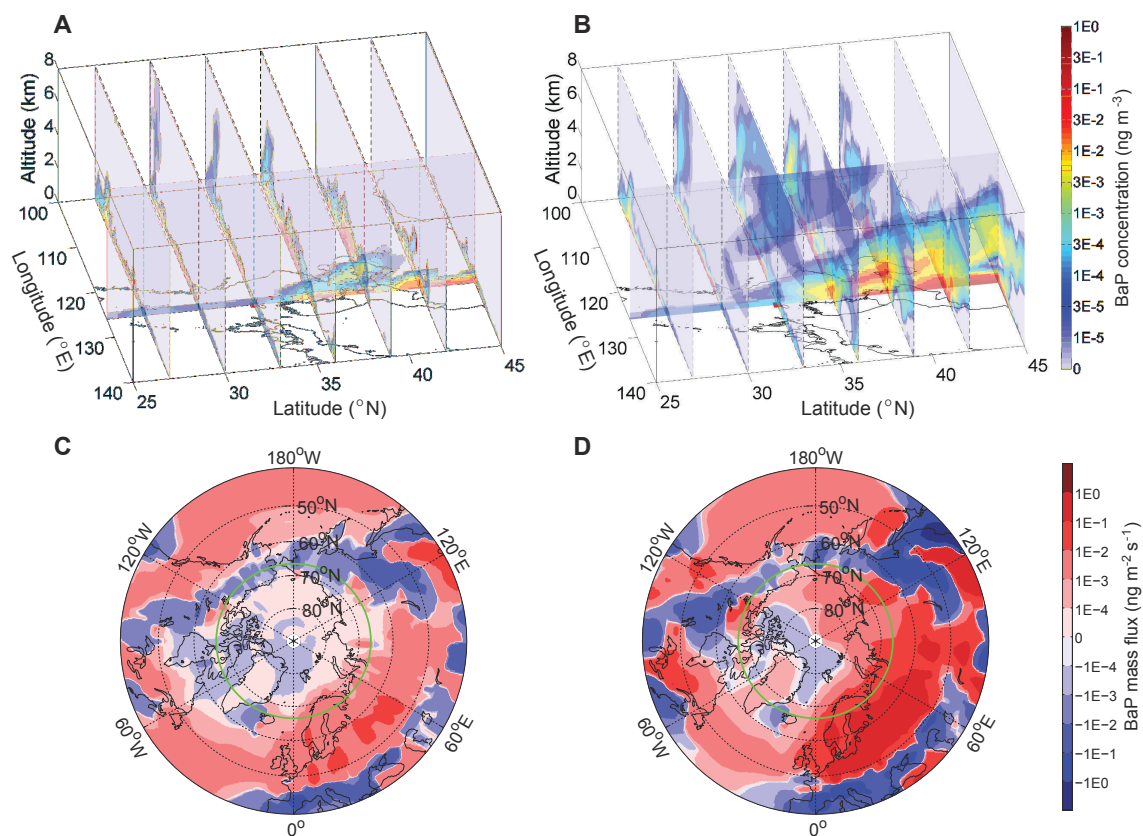 A
B
8
6
4
2
0
Altitude (km)
100
110
120
130
140
Longitude (°E)
25
30
35
40
45
Latitude (°N)
8
6
4
2
0
Altitude (km)
100
110
120
130
140
Longitude (°E)
25
30
35
40
45
Latitude (°N)
1E0
3E-1
1E-1
3E-2
1E-2
3E-3
1E-3
3E-4
1E-4
3E-5
1E-5
0
BaP concentration (ng m⁻³)
C
180°W
120°W
120°E
50°N
60°N
70°N
80°N
60°W
60°E
0°
D
180°W
120°W
120°E
50°N
60°N
70°N
80°N
60°W
60°E
0°
1E0
1E-1
1E-2
1E-3
1E-4
0
-1E-4
-1E-3
-1E-2
-1E-1
-1E0
BaP mass flux (ng m⁻² s⁻¹)